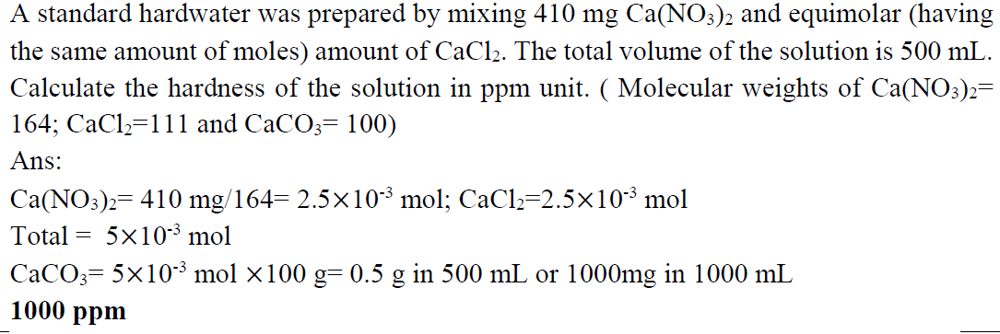 A standard hardwater was prepared by mixing 410 mg Ca(NO₃)₂ and equimolar (having
the same amount of moles) amount of CaCl₂. The total volume of the solution is 500 mL.
Calculate the hardness of the solution in ppm unit. ( Molecular weights of Ca(NO₃)₂=
164; CaCl₂=111 and CaCO₃= 100)
Ans:
Ca(NO₃)₂= 410 mg/164= 2.5×10⁻³ mol; CaCl₂=2.5×10⁻³ mol
Total = 5×10⁻³ mol
CaCO₃= 5×10⁻³ mol ×100 g= 0.5 g in 500 mL or 1000mg in 1000 mL
1000 ppm